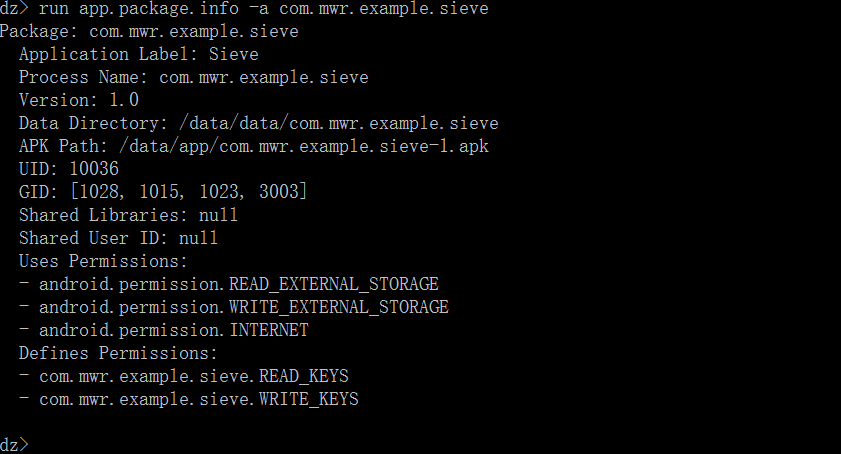 dz> run app.package.info -a com.mwr.example.sieve
Package: com.mwr.example.sieve
  Application Label: Sieve
  Process Name: com.mwr.example.sieve
  Version: 1.0
  Data Directory: /data/data/com.mwr.example.sieve
  APK Path: /data/app/com.mwr.example.sieve-1.apk
  UID: 10036
  GID: [1028, 1015, 1023, 3003]
  Shared Libraries: null
  Shared User ID: null
  Uses Permissions:
  - android.permission.READ_EXTERNAL_STORAGE
  - android.permission.WRITE_EXTERNAL_STORAGE
  - android.permission.INTERNET
  Defines Permissions:
  - com.mwr.example.sieve.READ_KEYS
  - com.mwr.example.sieve.WRITE_KEYS
dz>